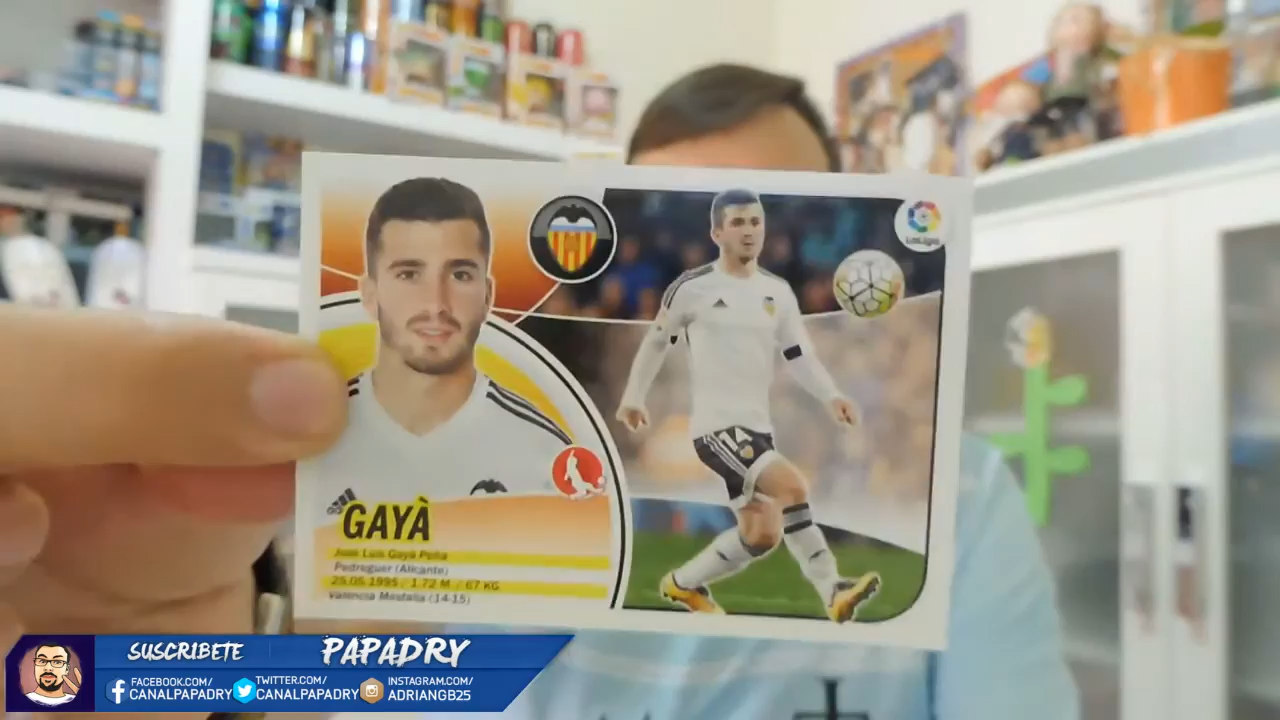 LaLiga
14
GAYÀ
José Luis Gayà Peña
Pedreguer (Alicante)
25.05.1995 / 1.72 M. / 67 KG
Valencia Mestalla (14-15)
SUSCRIBETE
PAPADRY
FACEBOOK.COM/
CANALPAPADRY
TWITTER.COM/
CANALPAPADRY
INSTAGRAM.COM/
ADRIANGB25